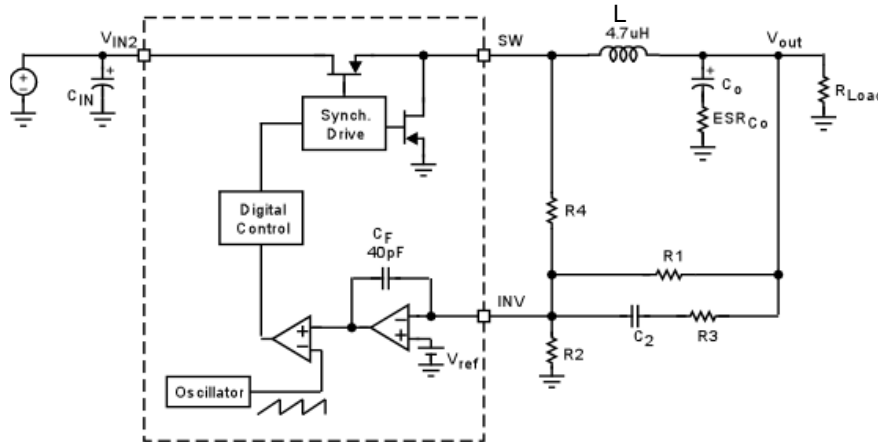 L
4.7uH
VIN2
SW
Vout
+
CIN
+
−
+
Co
ESRCo
RLoad
Synch.
Drive
Digital
Control
R4
CF
40pF
R1
INV
+
−
−
+
C2
R3
R2
Vref
Oscillator